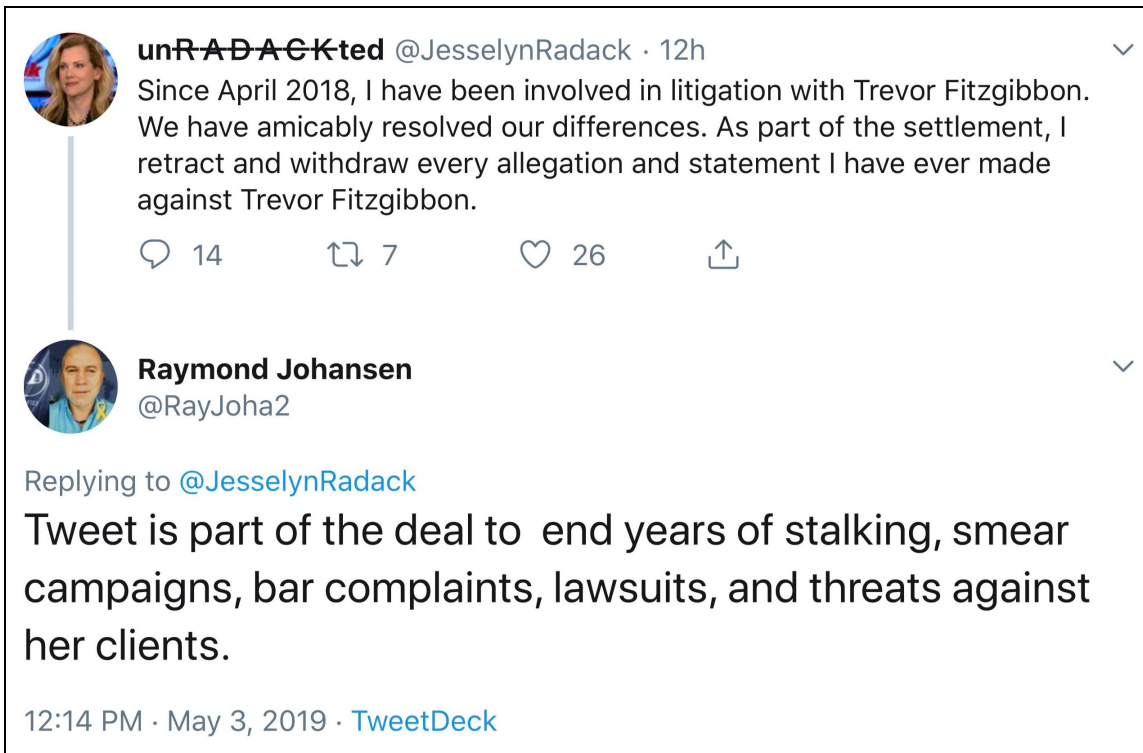 unRADACKted @JesselynRadack · 12h
Since April 2018, I have been involved in litigation with Trevor Fitzgibbon.
We have amicably resolved our differences. As part of the settlement, I
retract and withdraw every allegation and statement I have ever made
against Trevor Fitzgibbon.
14 7 26
Raymond Johansen
@RayJoha2
Replying to @JesselynRadack
Tweet is part of the deal to  end years of stalking, smear
campaigns, bar complaints, lawsuits, and threats against
her clients.
12:14 PM · May 3, 2019 · TweetDeck